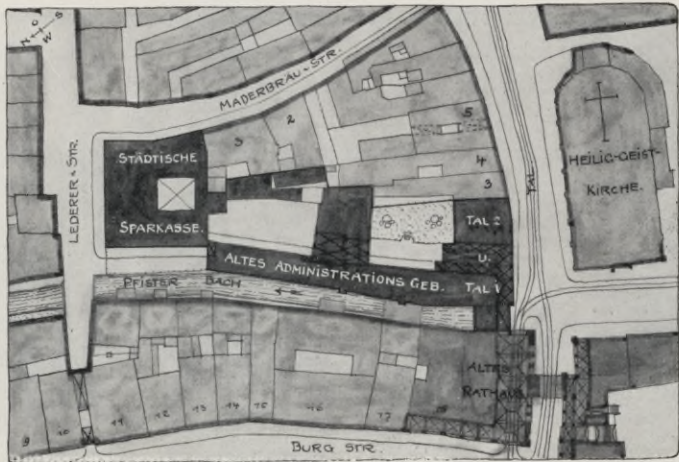 N O
W S
MADERBRÄU-STR.
LEDERER-STR.
STÄDTISCHE
SPARKASSE.
3
2
5
4
3
TAL
HEILIG-GEIST-
KIRCHE.
TAL 2
U.
TAL 1
ALTES ADMINISTRATIONS GEB.
PFISTER BACH
ALTES
RATHAUS
9
10
11
12
13
14
15
16
17
18
BURG STR.